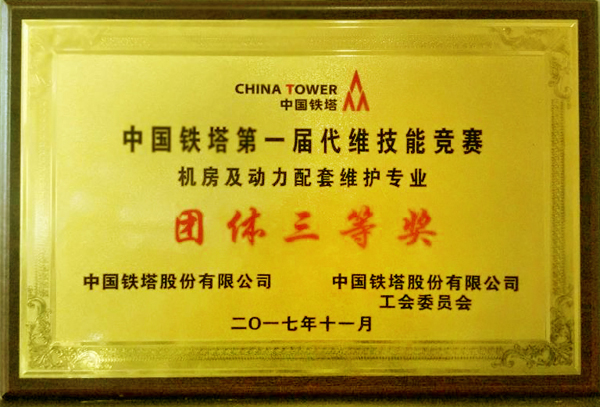 CHINA TOWER
中国铁塔
中国铁塔第一届代维技能竞赛
机房及动力配套维护专业
团体三等奖
中国铁塔股份有限公司
中国铁塔股份有限公司
工会委员会
二〇一七年十一月